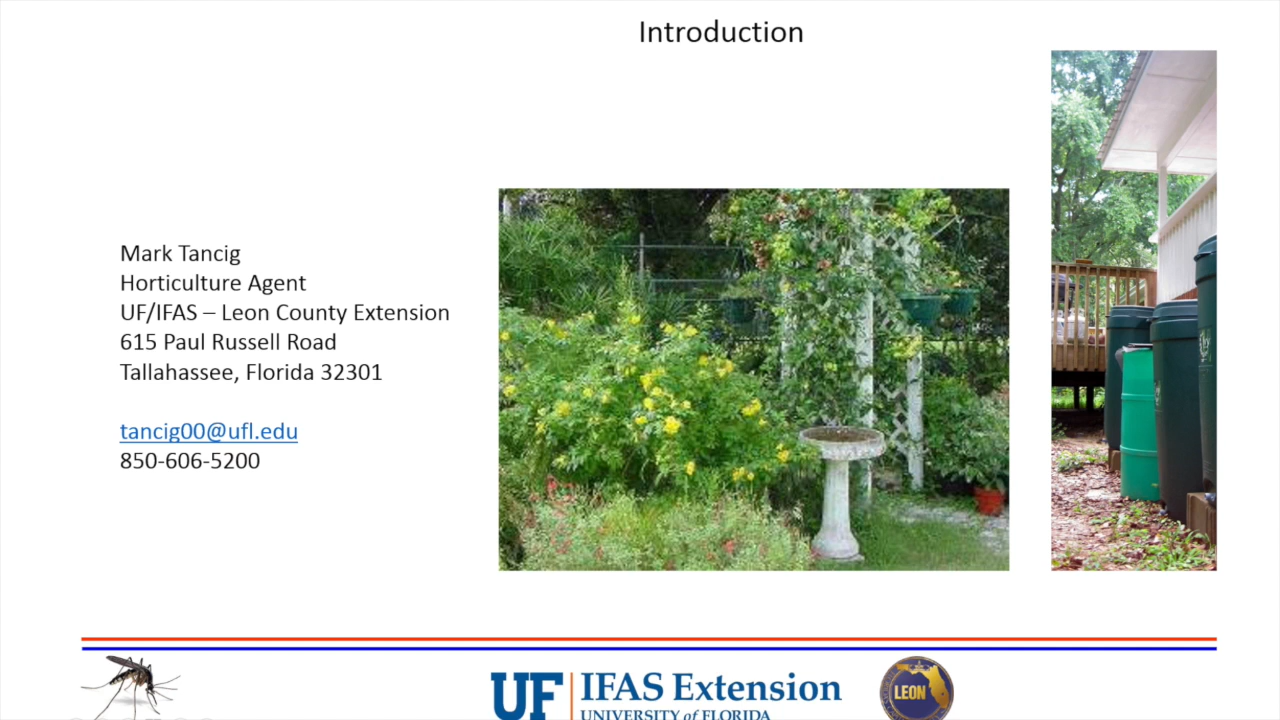 Introduction
Mark Tancig
Horticulture Agent
UF/IFAS – Leon County Extension
615 Paul Russell Road
Tallahassee, Florida 32301
tancig00@ufl.edu
850-606-5200
UF IFAS Extension
UNIVERSITY of FLORIDA
LEON